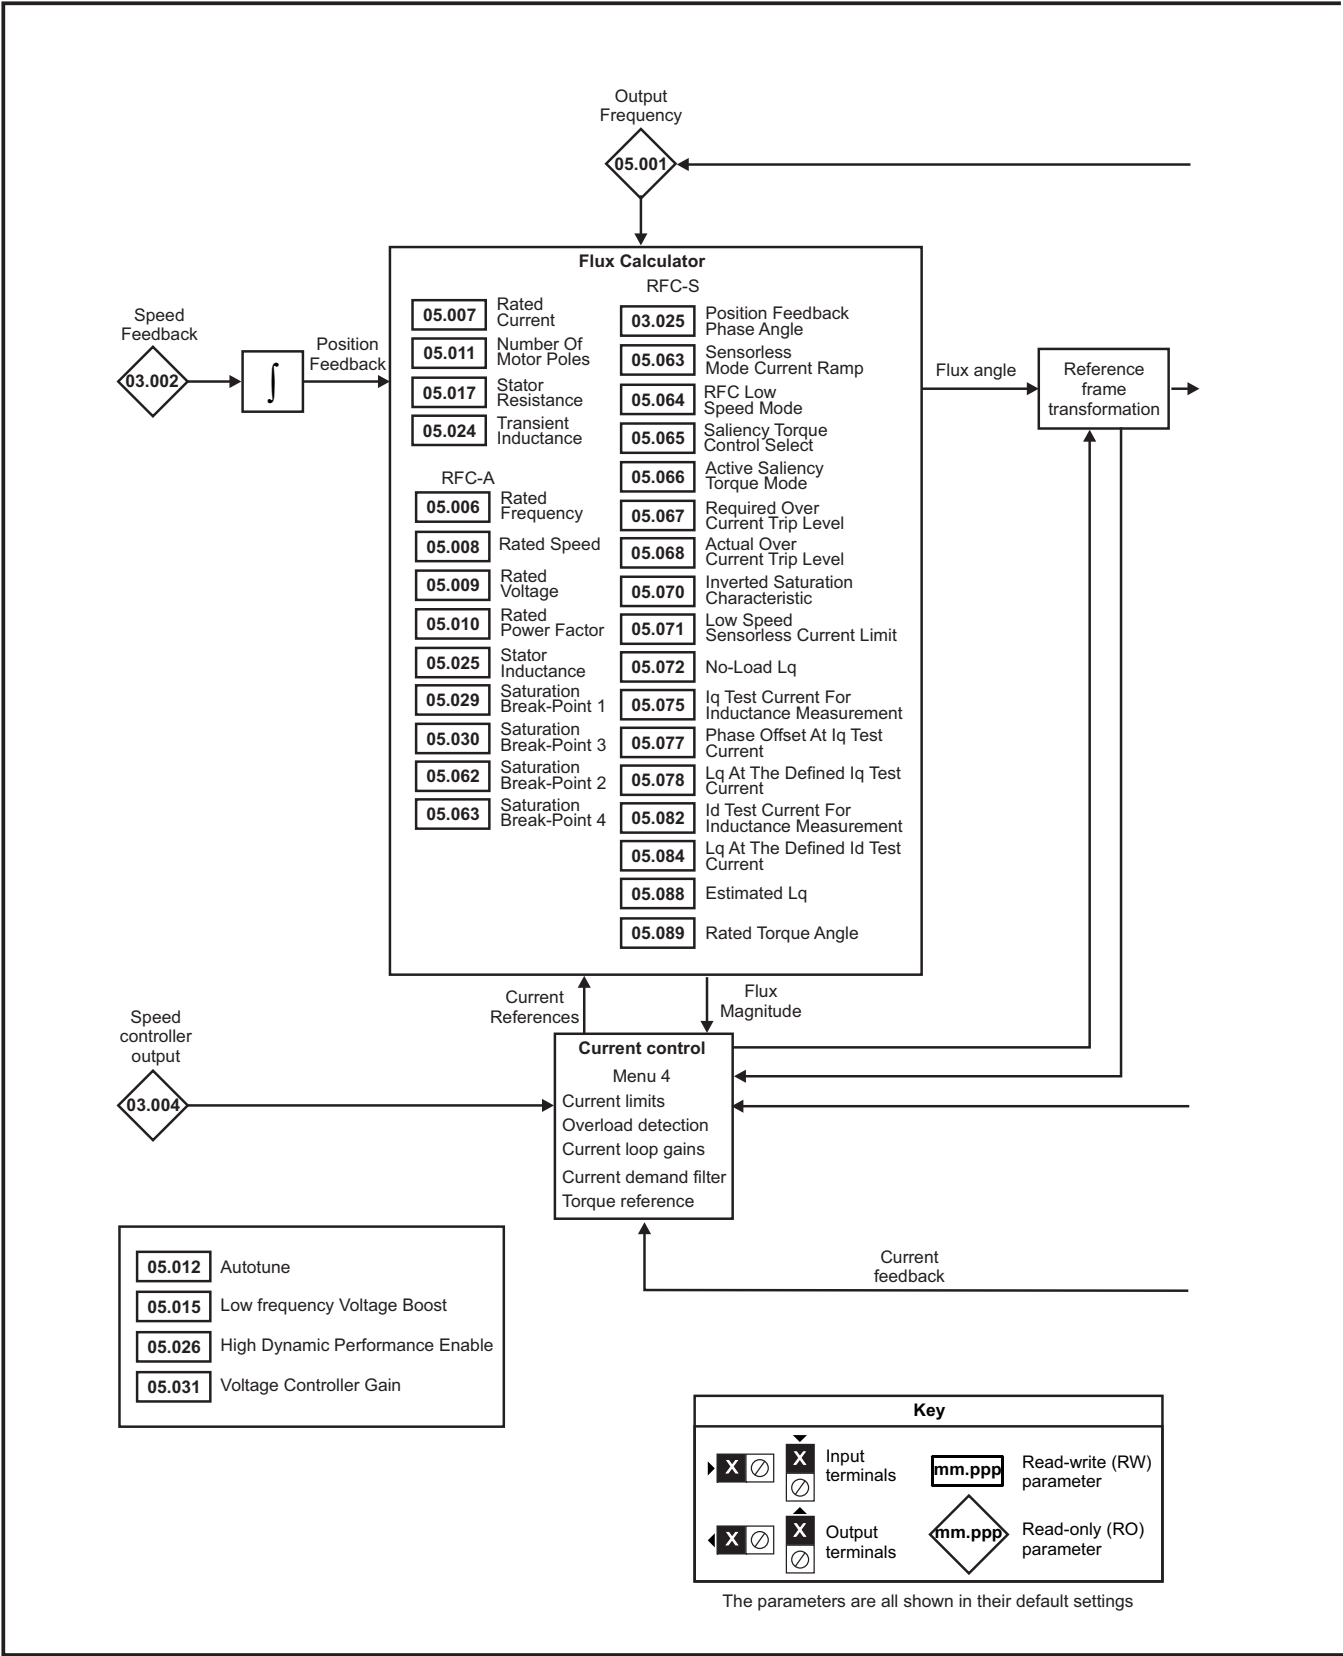 Output
Frequency
05.001
Flux Calculator
RFC-S
Speed
Feedback
03.002
∫
Position
Feedback
05.007
Rated
Current
05.011
Number Of
Motor Poles
05.017
Stator
Resistance
05.024
Transient
Inductance
RFC-A
05.006
Rated
Frequency
05.008
Rated Speed
05.009
Rated
Voltage
05.010
Rated
Power Factor
05.025
Stator
Inductance
05.029
Saturation
Break-Point 1
05.030
Saturation
Break-Point 3
05.062
Saturation
Break-Point 2
05.063
Saturation
Break-Point 4
03.025
Position Feedback
Phase Angle
05.063
Sensorless
Mode Current Ramp
05.064
RFC Low
Speed Mode
05.065
Saliency Torque
Control Select
05.066
Active Saliency
Torque Mode
05.067
Required Over
Current Trip Level
05.068
Actual Over
Current Trip Level
05.070
Inverted Saturation
Characteristic
05.071
Low Speed
Sensorless Current Limit
05.072
No-Load Lq
05.075
Iq Test Current For
Inductance Measurement
05.077
Phase Offset At Iq Test
Current
05.078
Lq At The Defined Iq Test
Current
05.082
Id Test Current For
Inductance Measurement
05.084
Lq At The Defined Id Test
Current
05.088
Estimated Lq
05.089
Rated Torque Angle
Flux angle
Reference
frame
transformation
Current
References
Flux
Magnitude
Speed
controller
output
03.004
Current control
Menu 4
Current limits
Overload detection
Current loop gains
Current demand filter
Torque reference
Current
feedback
05.012
Autotune
05.015
Low frequency Voltage Boost
05.026
High Dynamic Performance Enable
05.031
Voltage Controller Gain
Key
X
X
Input
terminals
mm.ppp
Read-write (RW)
parameter
X
X
Output
terminals
mm.ppp
Read-only (RO)
parameter
The parameters are all shown in their default settings